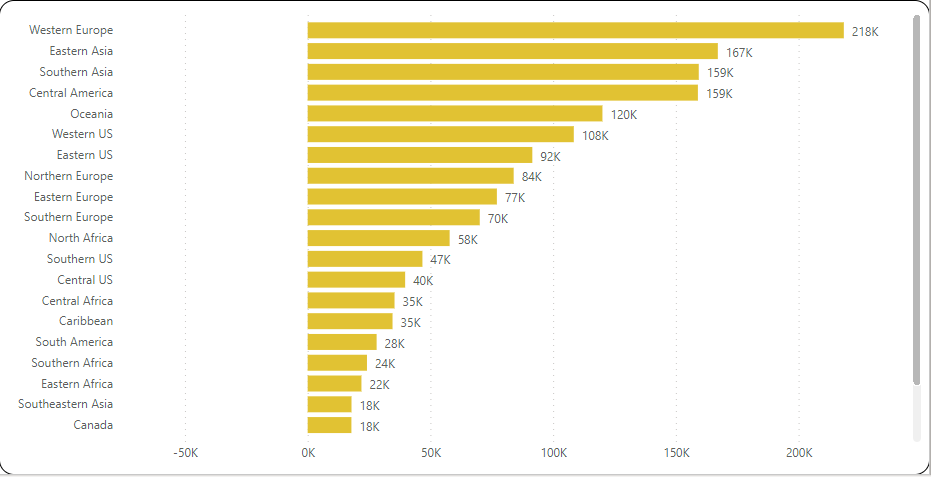 Western Europe 218K
Eastern Asia 167K
Southern Asia 159K
Central America 159K
Oceania 120K
Western US 108K
Eastern US 92K
Northern Europe 84K
Eastern Europe 77K
Southern Europe 70K
North Africa 58K
Southern US 47K
Central US 40K
Central Africa 35K
Caribbean 35K
South America 28K
Southern Africa 24K
Eastern Africa 22K
Southeastern Asia 18K
Canada 18K
-50K 0K 50K 100K 150K 200K